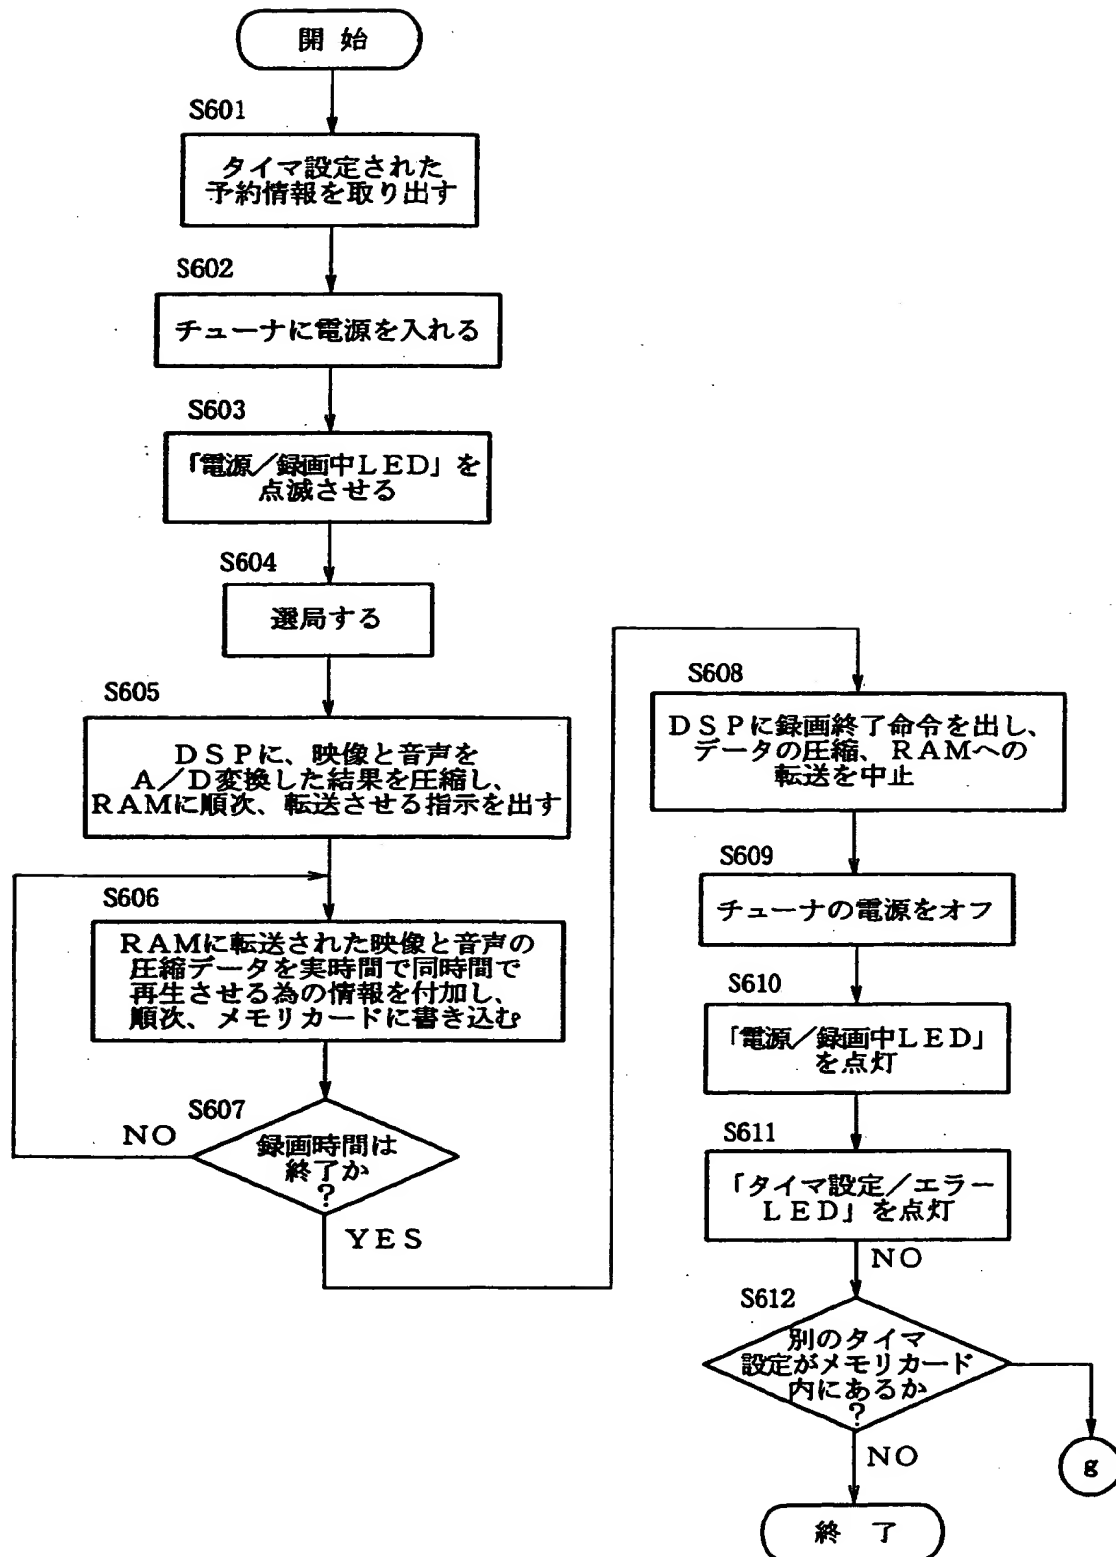 開 始
S601
タイマ設定された
予約情報を取り出す
S602
チューナに電源を入れる
S603
「電源／録画中ＬＥＤ」を
点滅させる
S604
選局する
S605
ＤＳＰに、映像と音声を
Ａ／Ｄ変換した結果を圧縮し、
ＲＡＭに順次、転送させる指示を出す
S606
ＲＡＭに転送された映像と音声の
圧縮データを実時間で同時間で
再生させる為の情報を付加し、
順次、メモリカードに書き込む
S607
NO
録画時間は
終了か
？
YES
S608
ＤＳＰに録画終了命令を出し、
データの圧縮、ＲＡＭへの
転送を中止
S609
チューナの電源をオフ
S610
「電源／録画中ＬＥＤ」
を点灯
S611
「タイマ設定／エラー
ＬＥＤ」を点灯
NO
S612
別のタイマ
設定がメモリカード
内にあるか
？
NO
g
終 了